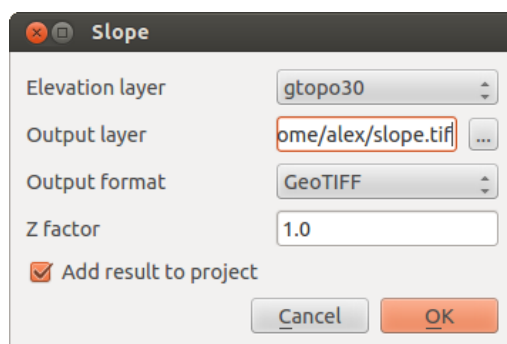 Slope
Elevation layer gtopo30
Output layer ome/alex/slope.tif ...
Output format GeoTIFF
Z factor 1.0
Add result to project
Cancel OK